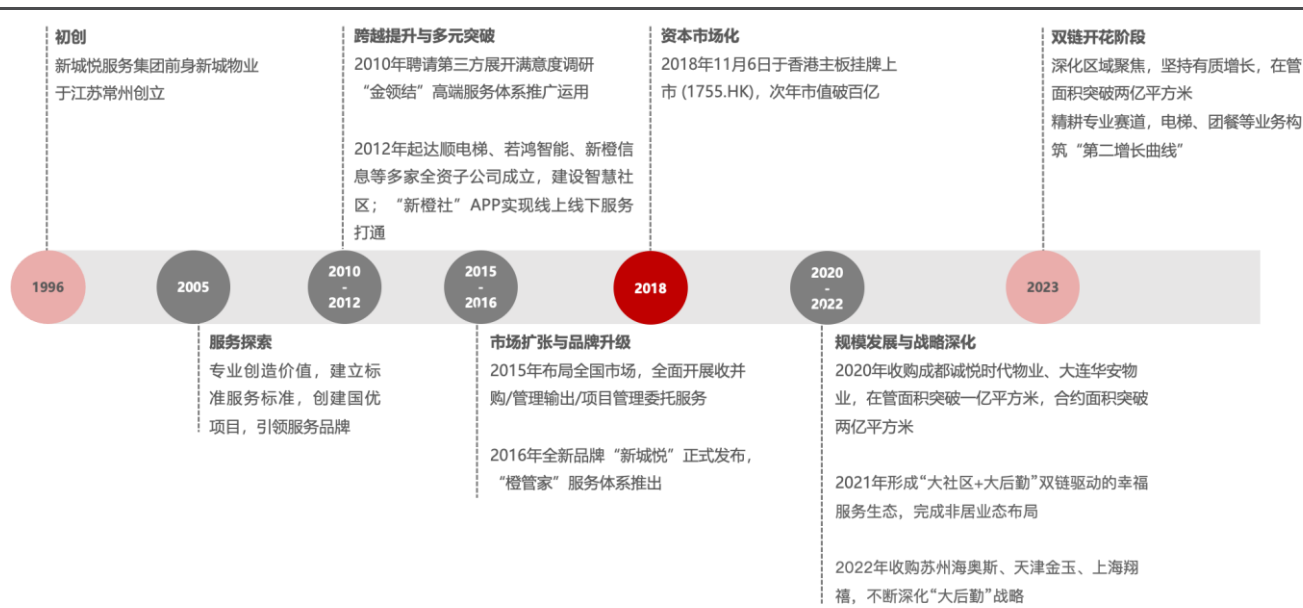 初创
新城悦服务集团前身新城物业
于江苏常州创立
跨越提升与多元突破
2010年聘请第三方展开满意度调研
“金领结”高端服务体系推广运用
2012年起达顺电梯、若鸿智能、新橙信
息等多家全资子公司成立，建设智慧社
区；“新橙社”APP实现线上线下服务
打通
资本市场化
2018年11月6日于香港主板挂牌上
市 (1755.HK)，次年市值破百亿
双链开花阶段
深化区域聚焦，坚持有质增长，在管
面积突破两亿平方米
精耕专业赛道，电梯、团餐等业务构
筑“第二增长曲线”
1996
2005
2010
-
2012
2015
-
2016
2018
2020
-
2022
2023
服务探索
专业创造价值，建立标
准服务标准，创建国优
项目，引领服务品牌
市场扩张与品牌升级
2015年布局全国市场，全面开展收并
购/管理输出/项目管理委托服务
2016年全新品牌“新城悦”正式发布，
“橙管家”服务体系推出
规模发展与战略深化
2020年收购成都诚悦时代物业、大连华安物
业，在管面积突破一亿平方米，合约面积突破
两亿平方米
2021年形成“大社区+大后勤”双链驱动的幸福
服务生态，完成非居业态布局
2022年收购苏州海奥斯、天津金玉、上海翔
禧，不断深化“大后勤”战略